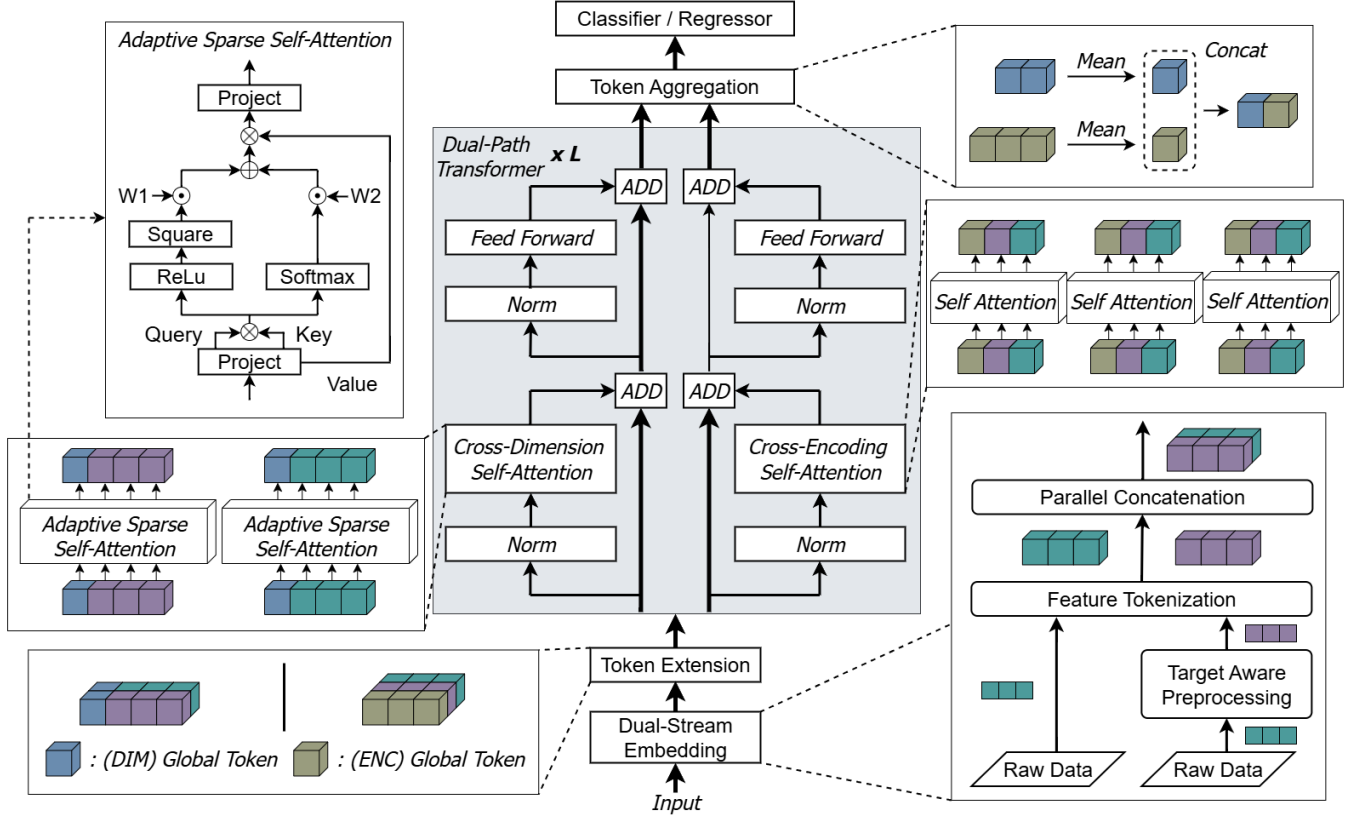 Classifier / Regressor
Token Aggregation
Adaptive Sparse Self-Attention
Project
W1
W2
Square
ReLu
Softmax
Query
Key
Project
Value
Mean
Concat
Mean
Dual-Path
Transformer
x L
ADD
ADD
Feed Forward
Feed Forward
Norm
Norm
ADD
ADD
Cross-Dimension
Self-Attention
Cross-Encoding
Self-Attention
Norm
Norm
Self Attention
Self Attention
Self Attention
Adaptive Sparse
Self-Attention
Adaptive Sparse
Self-Attention
Parallel Concatenation
Feature Tokenization
Target Aware
Preprocessing
Raw Data
Raw Data
Token Extension
Dual-Stream
Embedding
Input
: (DIM) Global Token
: (ENC) Global Token